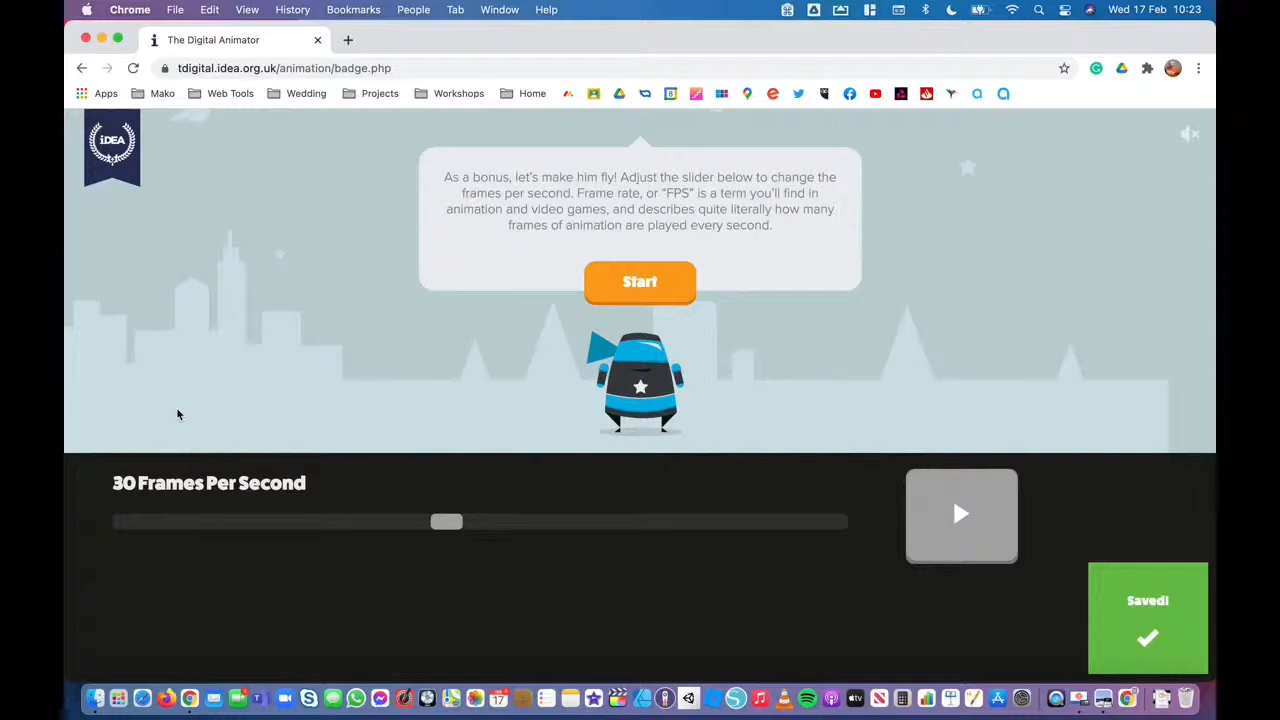 Chrome File Edit View History Bookmarks People Tab Window Help Wed 17 Feb 10:23
The Digital Animator
tdigital.idea.org.uk/animation/badge.php
Apps Mako Web Tools Wedding Projects Workshops Home
iDEA
As a bonus, let's make him fly! Adjust the slider below to change the
frames per second. Frame rate, or “FPS” is a term you'll find in
animation and video games, and describes quite literally how many
frames of animation are played every second.
Start
30 Frames Per Second
Saved!